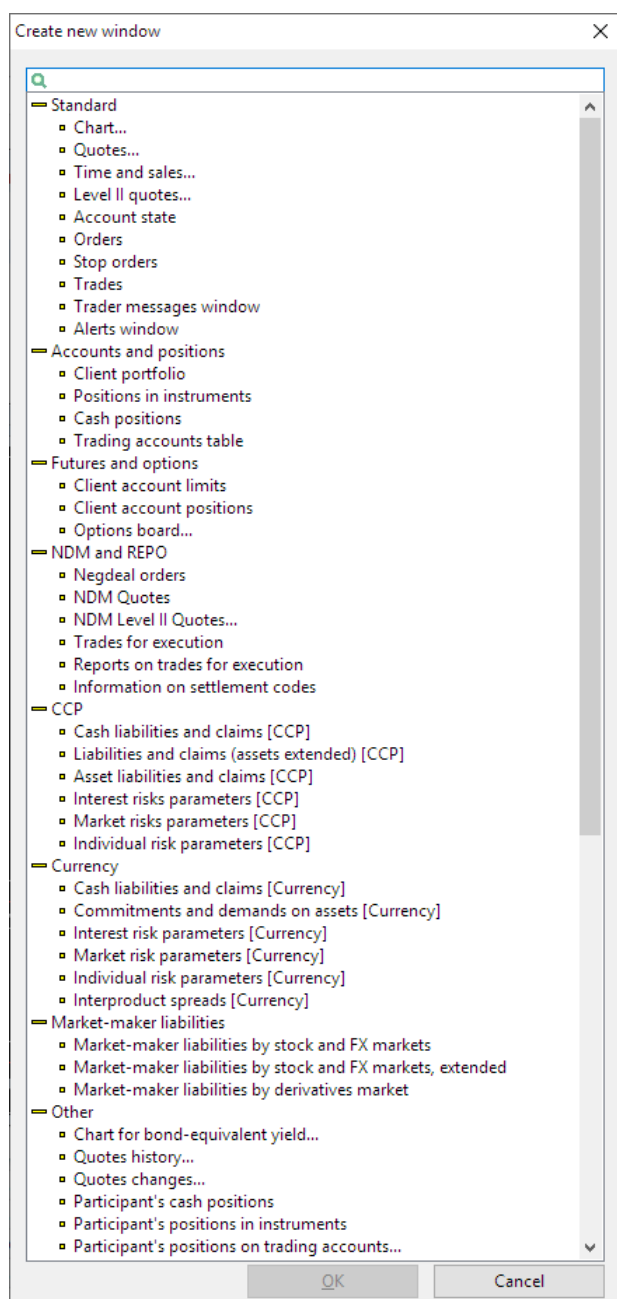 Create new window
Standard
Chart...
Quotes...
Time and sales...
Level II quotes...
Account state
Orders
Stop orders
Trades
Trader messages window
Alerts window
Accounts and positions
Client portfolio
Positions in instruments
Cash positions
Trading accounts table
Futures and options
Client account limits
Client account positions
Options board...
NDM and REPO
Negdeal orders
NDM Quotes
NDM Level II Quotes...
Trades for execution
Reports on trades for execution
Information on settlement codes
CCP
Cash liabilities and claims [CCP]
Liabilities and claims (assets extended) [CCP]
Asset liabilities and claims [CCP]
Interest risks parameters [CCP]
Market risks parameters [CCP]
Individual risk parameters [CCP]
Currency
Cash liabilities and claims [Currency]
Commitments and demands on assets [Currency]
Interest risk parameters [Currency]
Market risk parameters [Currency]
Individual risk parameters [Currency]
Interproduct spreads [Currency]
Market-maker liabilities
Market-maker liabilities by stock and FX markets
Market-maker liabilities by stock and FX markets, extended
Market-maker liabilities by derivatives market
Other
Chart for bond-equivalent yield...
Quotes history...
Quotes changes...
Participant's cash positions
Participant's positions in instruments
Participant's positions on trading accounts...
OK Cancel